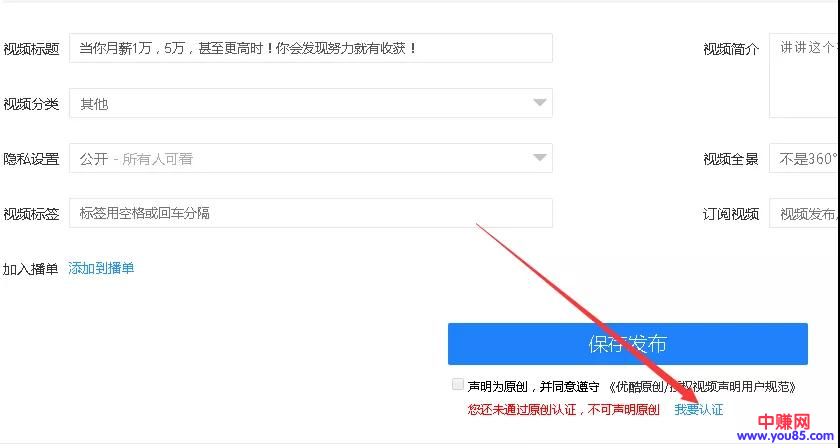 视频标题 当你月薪1万，5万，甚至更高时！你会发现努力就有收获！ 视频简介 讲讲这个
视频分类 其他
隐私设置 公开 - 所有人可看 视频全景 不是360°
视频标签 标签用空格或回车分隔 订阅视频 视频发布
加入播单 添加到播单
保存发布
声明为原创，并同意遵守 《优酷原创/授权视频声明用户规范》
您还未通过原创认证，不可声明原创 我要认证
中赚网
www.you85.com